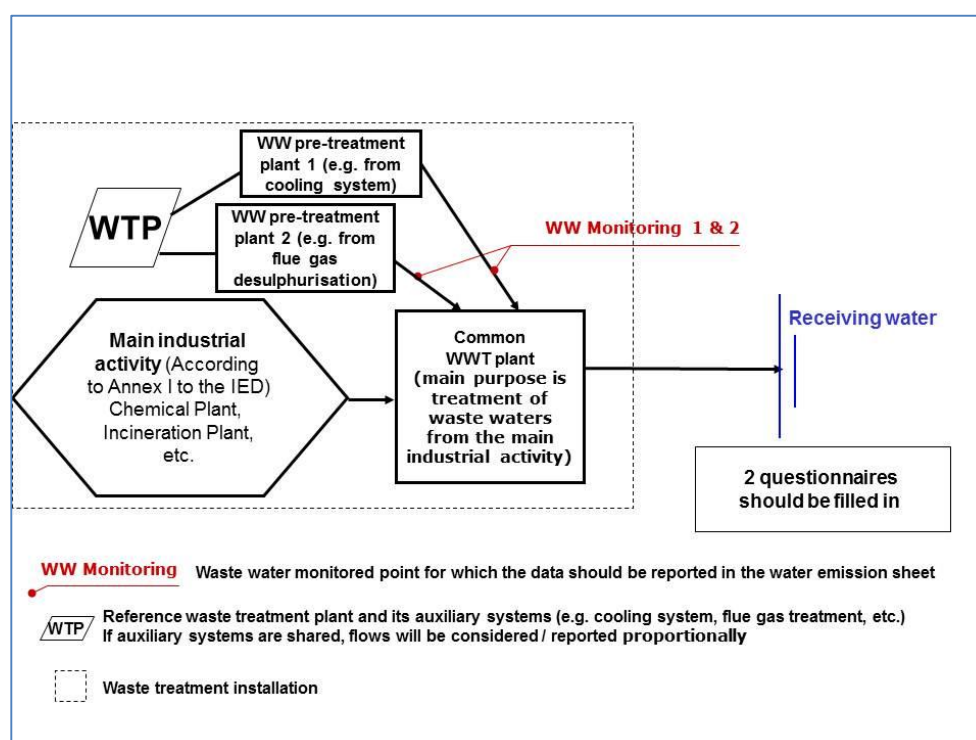 WW pre-treatment
plant 1 (e.g. from
cooling system)
WTP
WW pre-treatment
plant 2 (e.g. from
flue gas
desulphurisation)
WW Monitoring 1 & 2
Main industrial
activity (According
to Annex I to the IED)
Chemical Plant,
Incineration Plant,
etc.
Common
WWT plant
(main purpose is
treatment of
waste waters
from the main
industrial activity)
Receiving water
2 questionnaires
should be filled in
WW Monitoring Waste water monitored point for which the data should be reported in the water emission sheet
WTP
Reference waste treatment plant and its auxiliary systems (e.g. cooling system, flue gas treatment, etc.)
If auxiliary systems are shared, flows will be considered / reported proportionally
Waste treatment installation